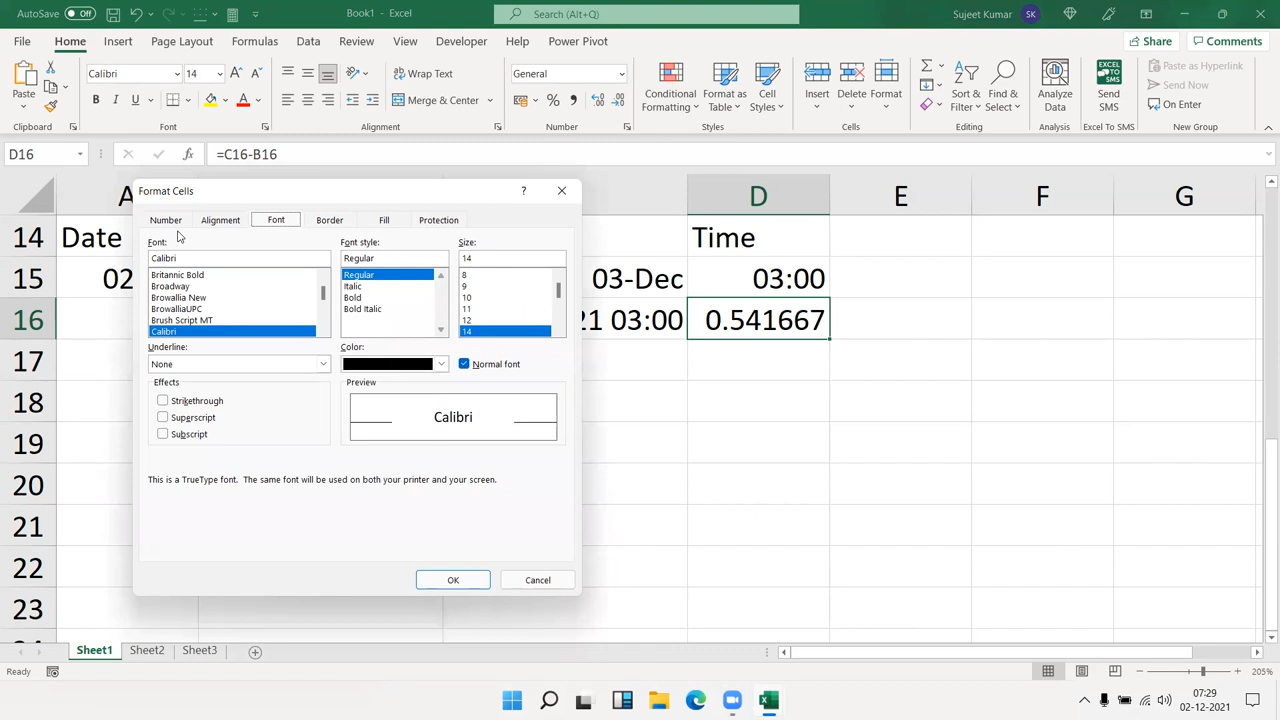 AutoSave Off Book1 - Excel Search (Alt+Q) Sujeet Kumar SK
File Home Insert Page Layout Formulas Data Review View Developer Help Power Pivot Share Comments
Paste Calibri 14 Wrap Text General Conditional Formatting Format as Table Cell Styles Insert Delete Format Sort & Filter Find & Select Analyze Data Send SMS Paste as Hyperlink
B I U A Merge & Center Send Now
On Enter
Clipboard Font Alignment Number Styles Cells Editing Analysis Excel To SMS New Group
D16 fx =C16-B16
A D E F G
Format Cells ?
Number Alignment Font Border Fill Protection
14 Date Time
15 02 03-Dec 03:00
16 21 03:00 0.541667
17
18
19
20
21
22
23
Font: Font style: Size:
Calibri Regular 14
Britannic Bold Regular 8
Broadway Italic 9
Browallia New Bold 10
BrowalliaUPC Bold Italic 11
Brush Script MT 12
Calibri 14
Underline: Color:
None Normal font
Effects Preview
Strikethrough
Superscript Calibri
Subscript
This is a TrueType font. The same font will be used on both your printer and your screen.
OK Cancel
Sheet1 Sheet2 Sheet3
Ready 205%
07:29
02-12-2021